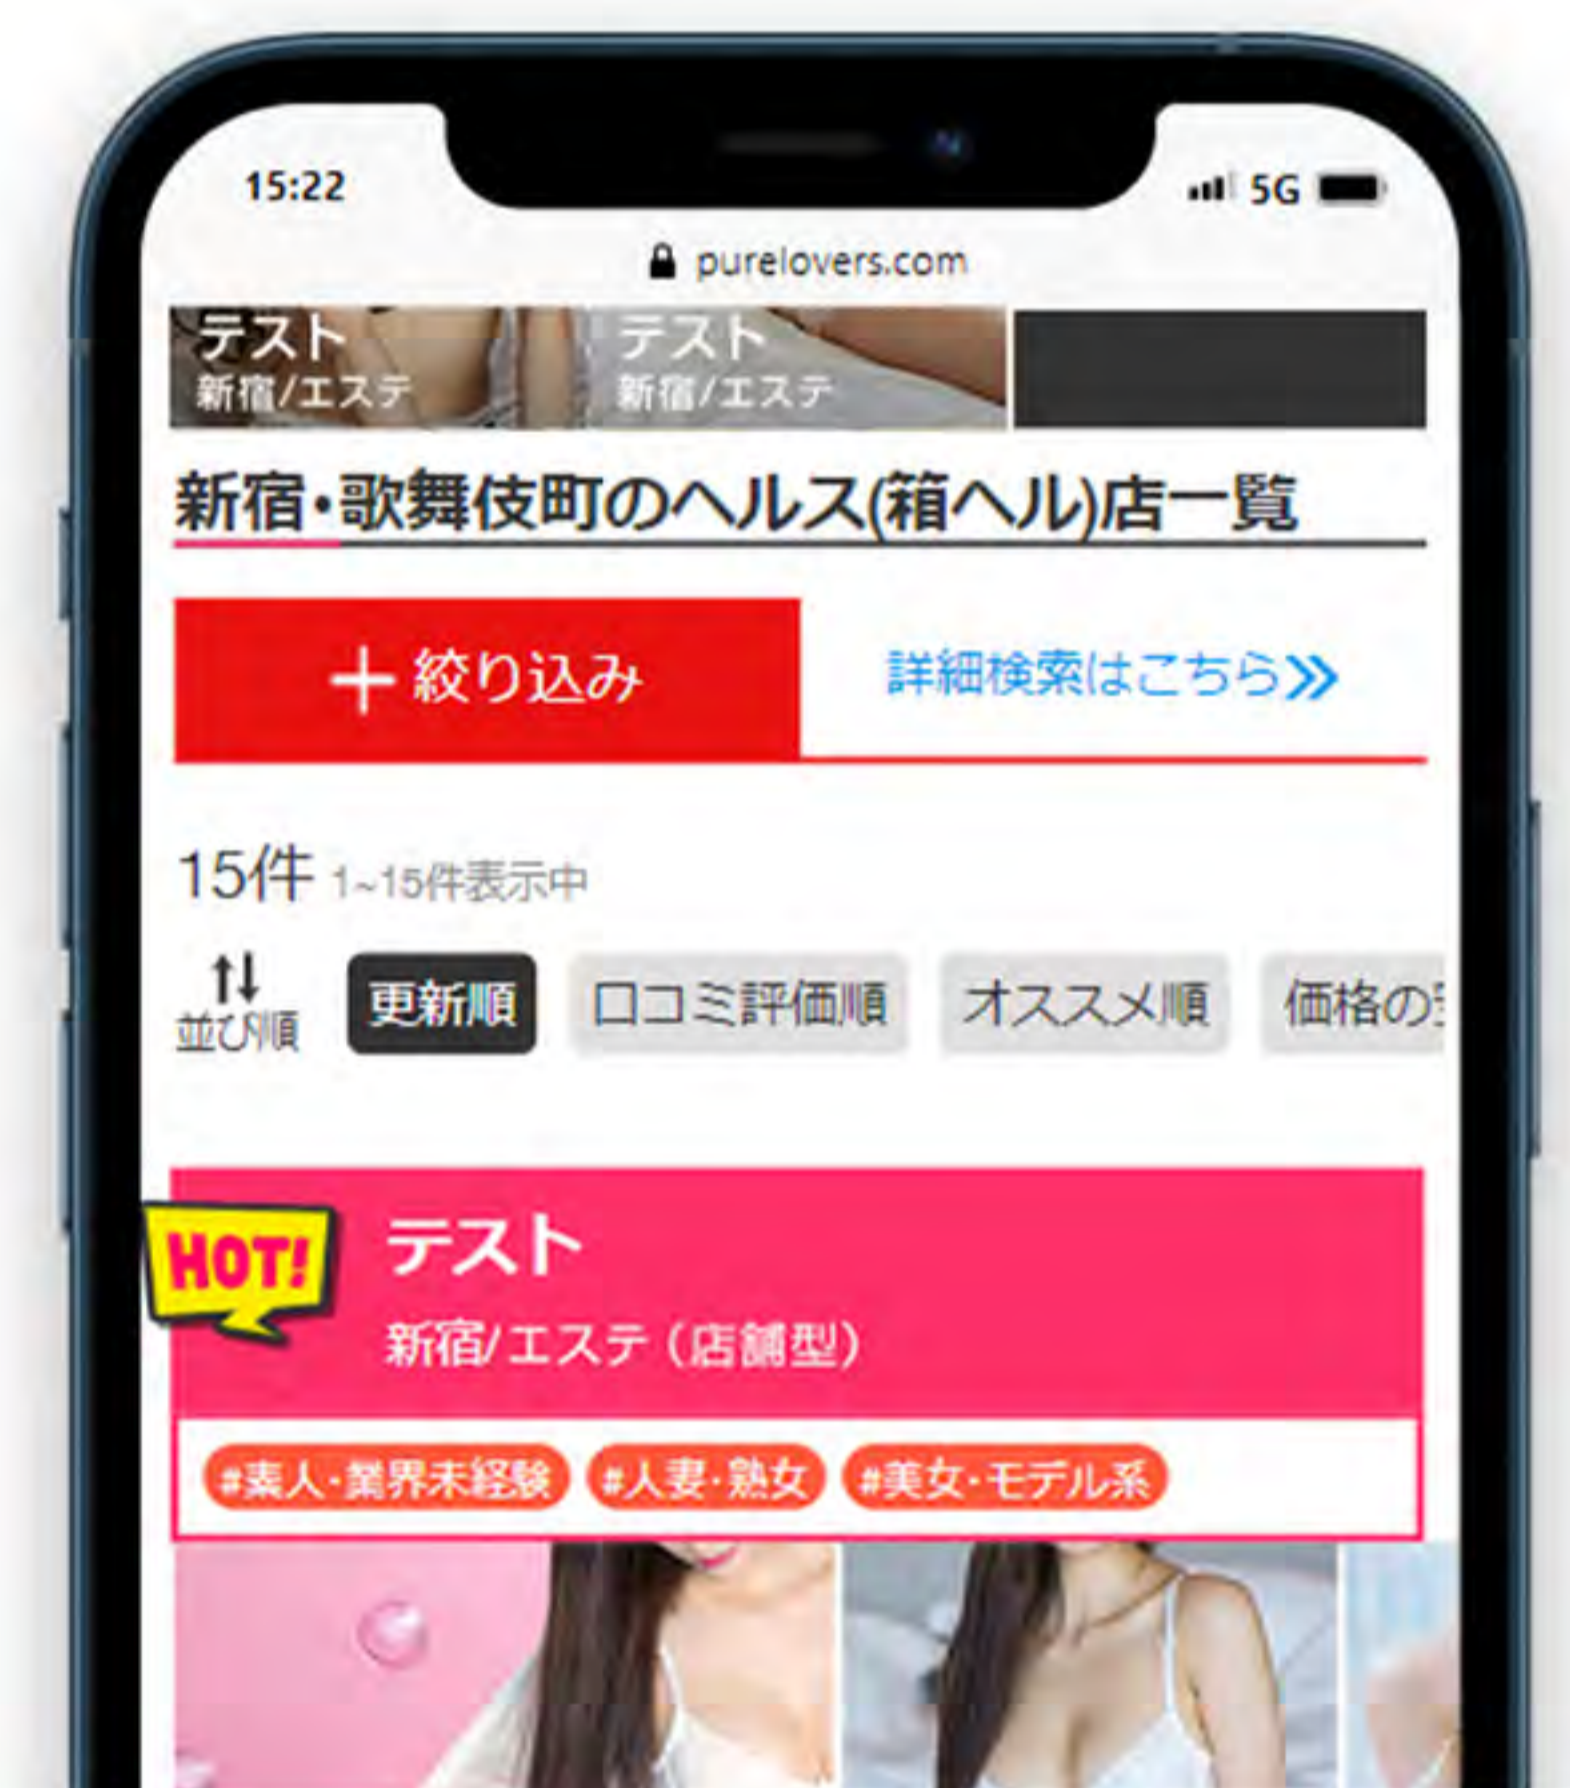 15:22
5G
purelovers.com
テスト
新宿/エステ
テスト
新宿/エステ
新宿・歌舞伎町のヘルス(箱ヘル)店一覧
＋絞り込み
詳細検索はこちら»
15件 1~15件表示中
並び順
更新順
口コミ評価順
オススメ順
価格の
HOT!
テスト
新宿/エステ（店舗型）
#素人・業界未経験 #人妻・熟女 #美女・モデル系